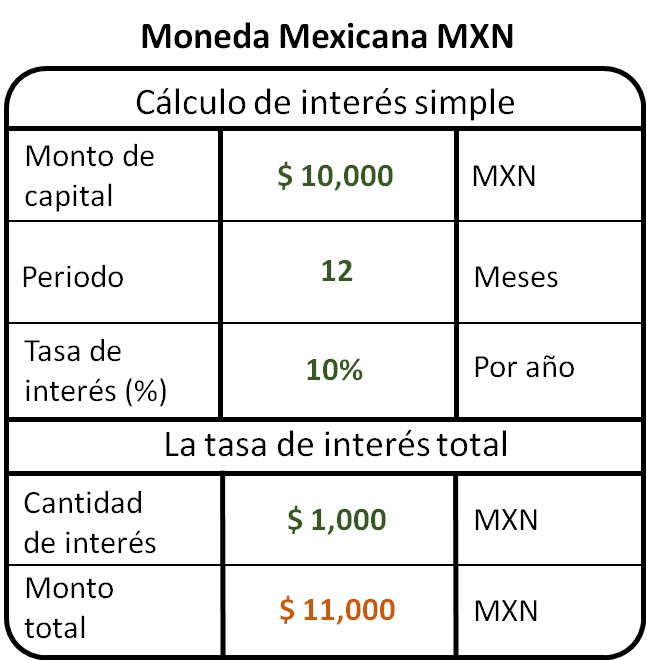 Moneda Mexicana MXN
Cálculo de interés simple
Monto de
capital
$ 10,000
MXN
Periodo
12
Meses
Tasa de
interés (%)
10%
Por año
La tasa de interés total
Cantidad
de interés
$ 1,000
MXN
Monto
total
$ 11,000
MXN